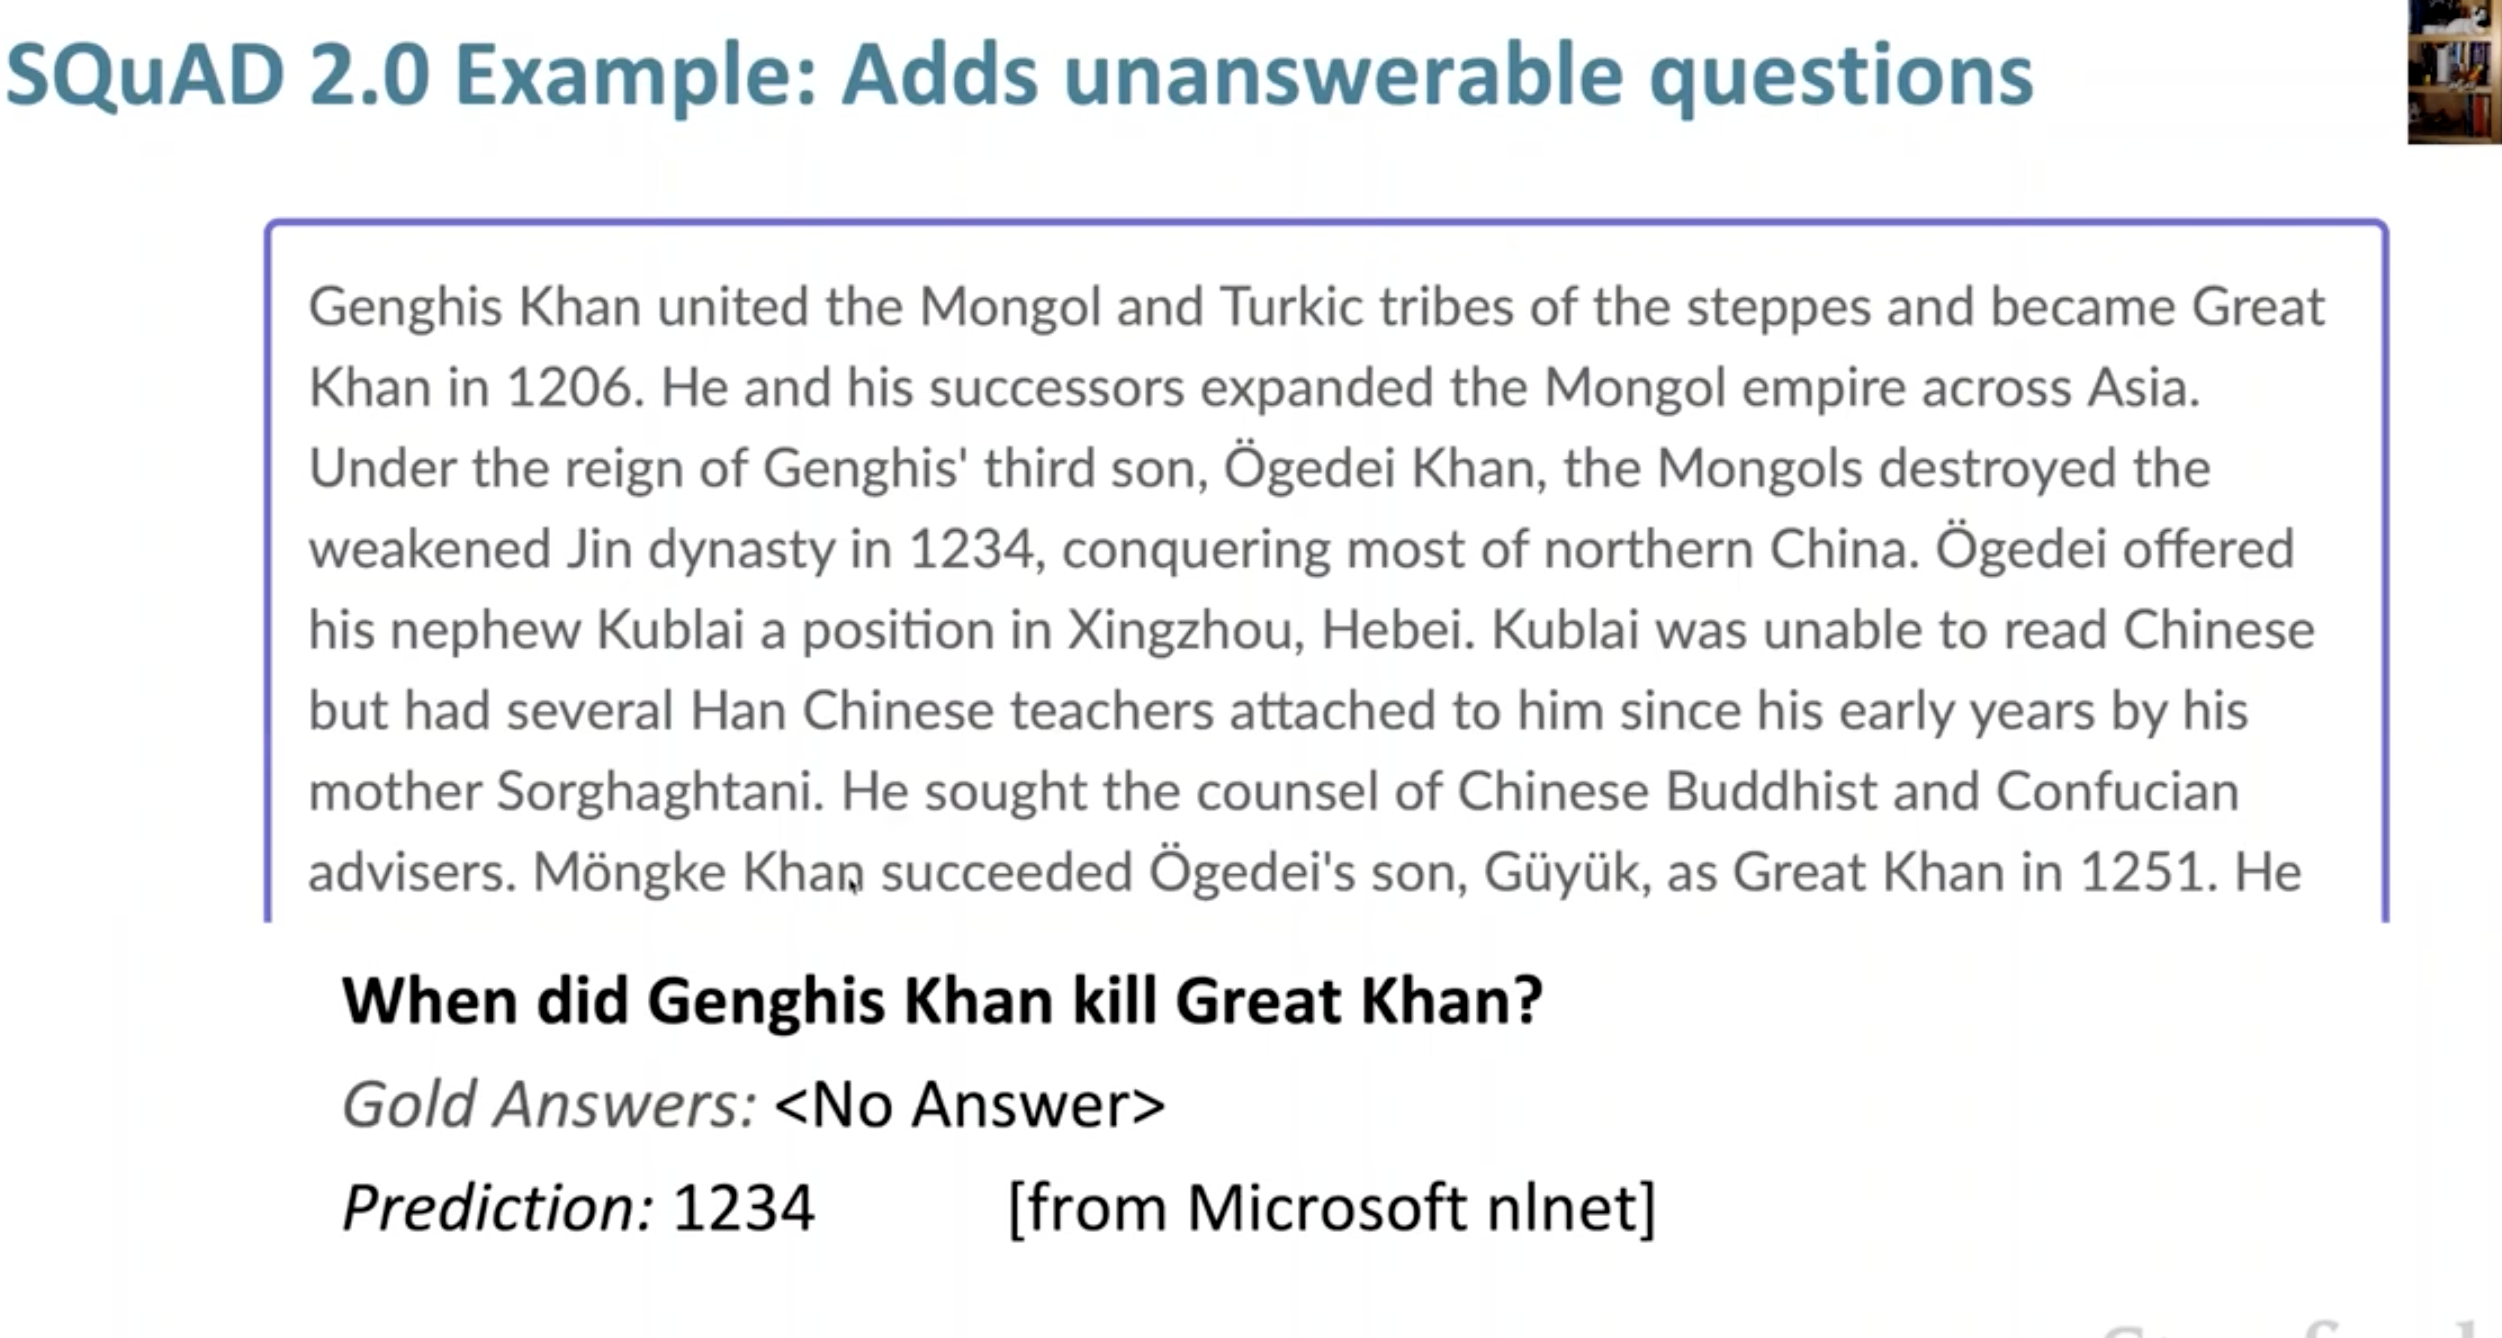 SQuAD 2.0 Example: Adds unanswerable questions
Genghis Khan united the Mongol and Turkic tribes of the steppes and became Great
Khan in 1206. He and his successors expanded the Mongol empire across Asia.
Under the reign of Genghis' third son, Ögedei Khan, the Mongols destroyed the
weakened Jin dynasty in 1234, conquering most of northern China. Ögedei offered
his nephew Kublai a position in Xingzhou, Hebei. Kublai was unable to read Chinese
but had several Han Chinese teachers attached to him since his early years by his
mother Sorghaghtani. He sought the counsel of Chinese Buddhist and Confucian
advisers. Möngke Khan succeeded Ögedei's son, Güyük, as Great Khan in 1251. He
When did Genghis Khan kill Great Khan?
Gold Answers: <No Answer>
Prediction: 1234 [from Microsoft nlnet]